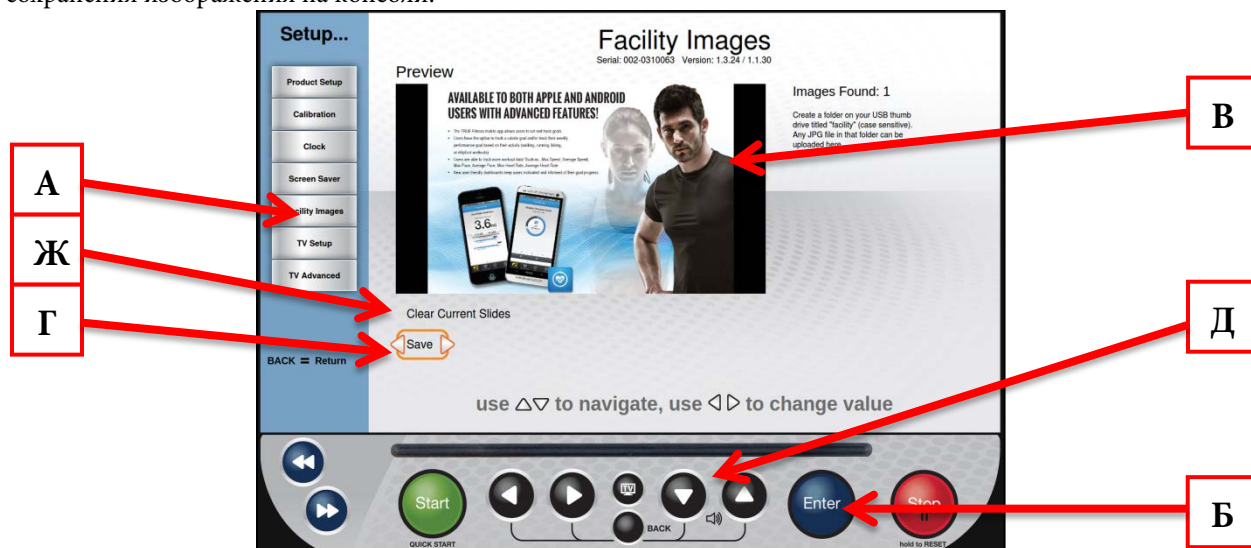 сохранения изображения на консоли.
Setup...
Product Setup
Calibration
Clock
Screen Saver
cility Images
TV Setup
TV Advanced
BACK = Return
Facility Images
Serial: 002-0310063 Version: 1.3.24 / 1.1.30
Preview
AVAILABLE TO BOTH APPLE AND ANDROID
USERS WITH ADVANCED FEATURES!
3.6
Images Found: 1
Create a folder on your USB thumb
drive titled "facility" (case sensitive).
Any JPG file in that folder can be
uploaded here
Clear Current Slides
Save
use △▽ to navigate, use ◁ ▷ to change value
Start
QUICK START
TV
BACK
Enter
Stop
hold to RESET
А
Ж
Г
В
Д
Б